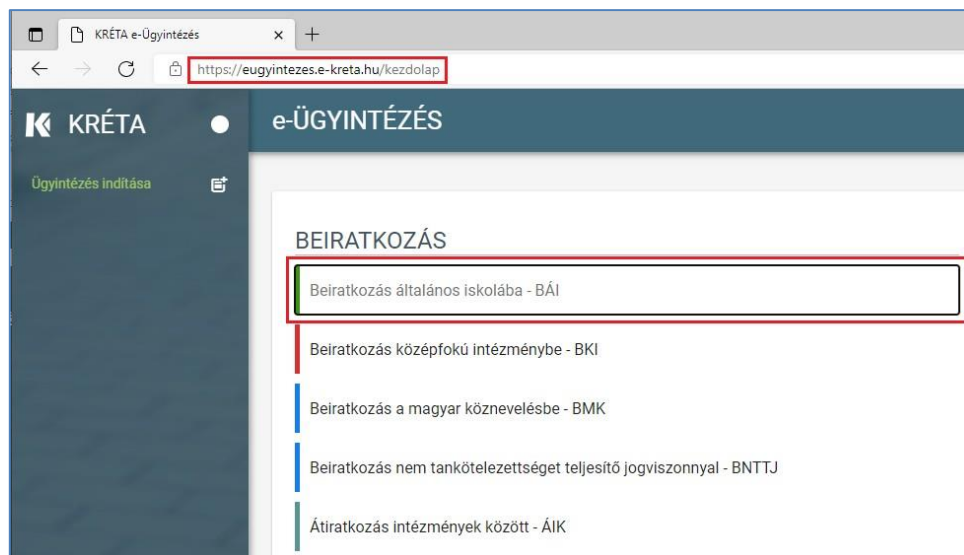 KRÉTA e-Ügyintézés
https://eugyintezes.e-kreta.hu/kezdolap
KRÉTA
e-ÜGYINTÉZÉS
Ügyintézés indítása
BEIRATKOZÁS
Beiratkozás általános iskolába - BÁI
Beiratkozás középfokú intézménybe - BKI
Beiratkozás a magyar köznevelésbe - BMK
Beiratkozás nem tankötelezettséget teljesítő jogviszonnyal - BNTTJ
Átiratkozás intézmények között - ÁIK